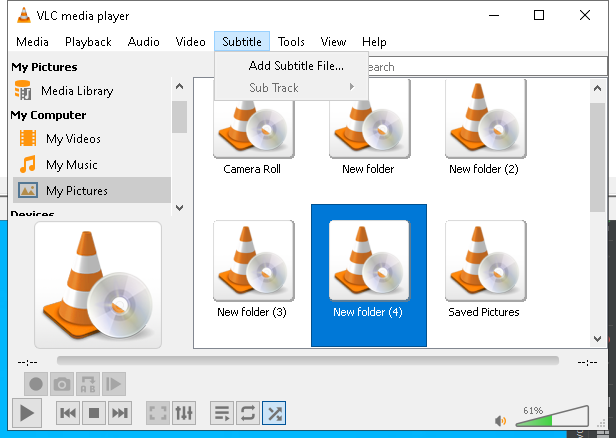 VLC media player
Media Playback Audio Video Subtitle Tools View Help
My Pictures
Add Subtitle File...
earch
Media Library
Sub Track
My Computer
My Videos
My Music
My Pictures
Devices
Camera Roll New folder New folder (2)
New folder (3) New folder (4) Saved Pictures
--:-- --:--
A B
61%